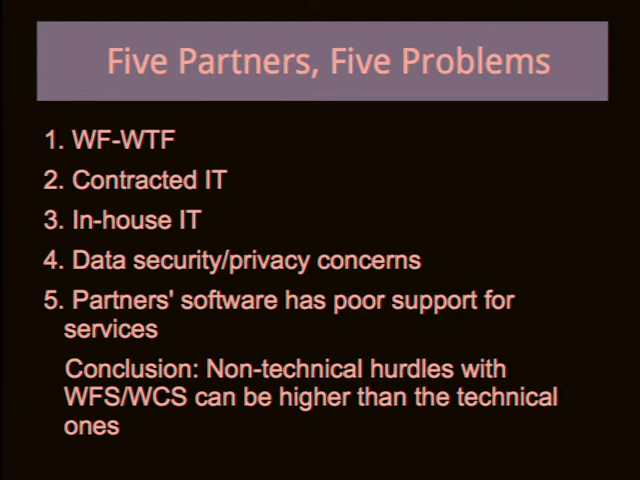 Five Partners, Five Problems
1. WF-WTF
2. Contracted IT
3. In-house IT
4. Data security/privacy concerns
5. Partners' software has poor support for
services
Conclusion: Non-technical hurdles with
WFS/WCS can be higher than the technical
ones